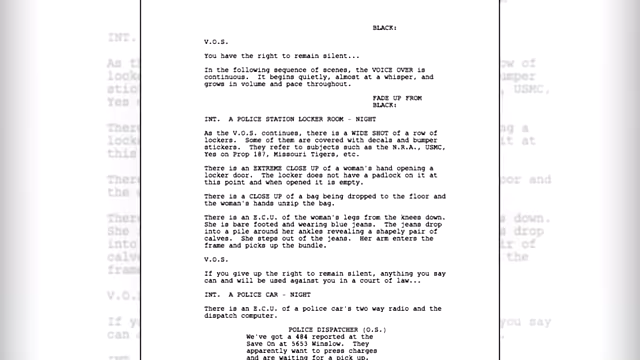 BLACK:
V.O.S.
You have the right to remain silent...
In the following sequence of scenes, the VOICE OVER is
continuous. It begins quietly, almost at a whisper, and
grows in volume and pace throughout.
FADE UP FROM
BLACK:
INT. A POLICE STATION LOCKER ROOM - NIGHT
As the V.O.S. continues, there is a WIDE SHOT of a row of
lockers. Some of them are covered with decals and bumper
stickers. They refer to subjects such as the N.R.A., USMC,
Yes on Prop 187, Missouri Tigers, etc.
There is an EXTREME CLOSE UP of a woman's hand opening a
locker door. The locker does not have a padlock on it at
this point and when opened it is empty.
There is a CLOSE UP of a bag being dropped to the floor and
the woman's hands unzip the bag.
There is an E.C.U. of the woman's legs from the knees down.
She is bare footed and wearing blue jeans. The jeans drop
into a pile around her ankles revealing a shapely pair of
calves. She steps out of the jeans. Her arm enters the
frame and picks up the bundle.
V.O.S.
If you give up the right to remain silent, anything you say
can and will be used against you in a court of law...
INT. A POLICE CAR - NIGHT
There is an E.C.U. of a police car's two way radio and the
dispatch computer.
POLICE DISPATCHER (O.S.)
We've got a 484 reported at the
Save On at 5653 Winslow. They
apparently want to press charges
and are waiting for a pick up.